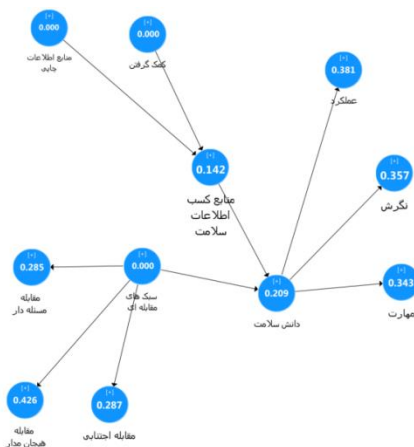 [+]
0.000
منابع اطلاعات
چاپی
[+]
0.000
کمک گرفتن
[+]
0.381
عملکرد
[+]
0.142
منابع کسب
اطلاعات
سلامت
[+]
0.357
نگرش
[+]
0.285
مقابله
مسئله دار
[+]
0.000
سبک های
مقابله ای
[+]
0.209
دانش سلامت
[+]
0.343
مهارت
[+]
0.426
مقابله
هیجان مدار
[+]
0.287
مقابله اجتنابی